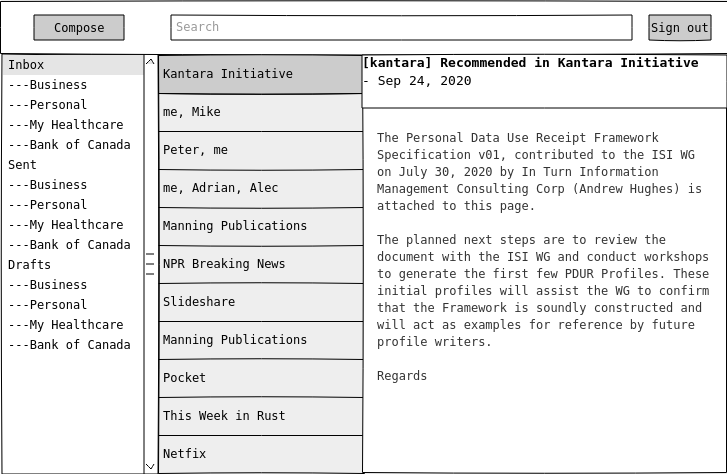 Compose
Search
Sign out
Inbox
---Business
---Personal
---My Healthcare
---Bank of Canada
Sent
---Business
---Personal
---My Healthcare
---Bank of Canada
Drafts
---Business
---Personal
---My Healthcare
---Bank of Canada
Kantara Initiative
me, Mike
Peter, me
me, Adrian, Alec
Manning Publications
NPR Breaking News
Slideshare
Manning Publications
Pocket
This Week in Rust
Netfix
[kantara] Recommended in Kantara Initiative
- Sep 24, 2020
The Personal Data Use Receipt Framework
Specification v01, contributed to the ISI WG
on July 30, 2020 by In Turn Information
Management Consulting Corp (Andrew Hughes) is
attached to this page.
The planned next steps are to review the
document with the ISI WG and conduct workshops
to generate the first few PDUR Profiles. These
initial profiles will assist the WG to confirm
that the Framework is soundly constructed and
will act as examples for reference by future
profile writers.
Regards